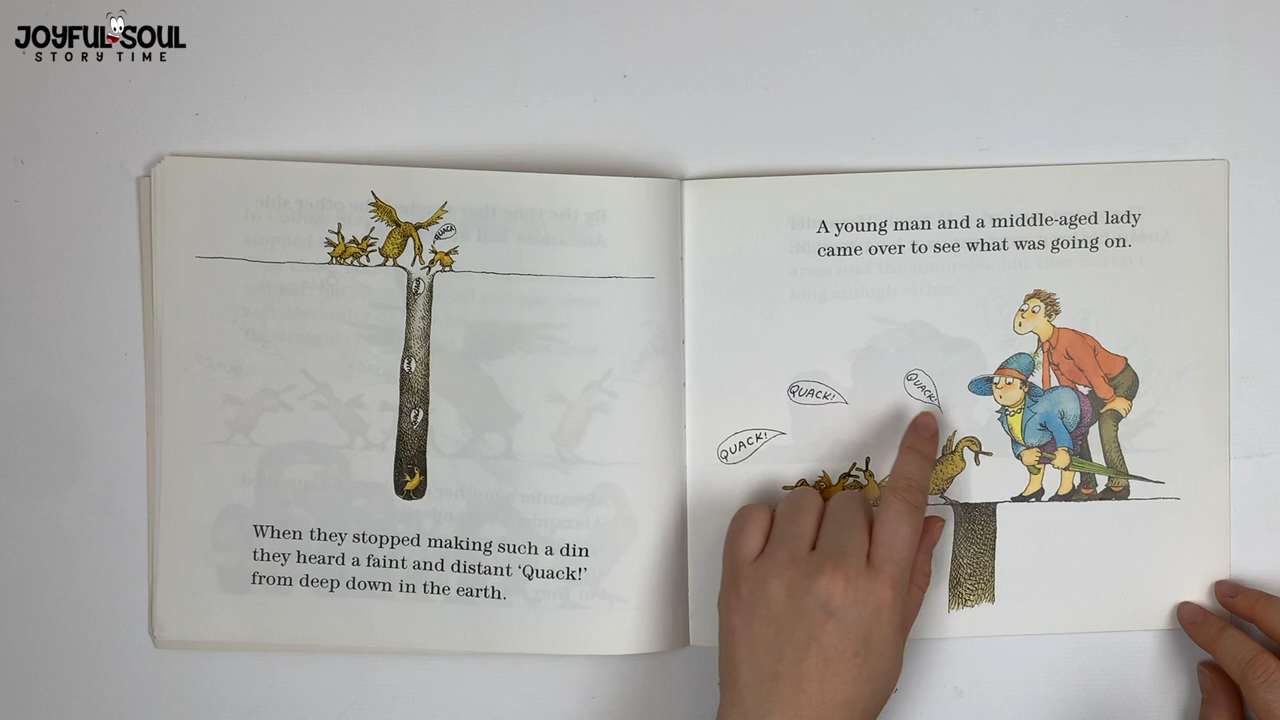 JOYFUL SOUL
STORY TIME
QUACK
When they stopped making such a din
they heard a faint and distant ‘Quack!’
from deep down in the earth.
A young man and a middle-aged lady
came over to see what was going on.
QUACK!
QUACK!
QUACK!